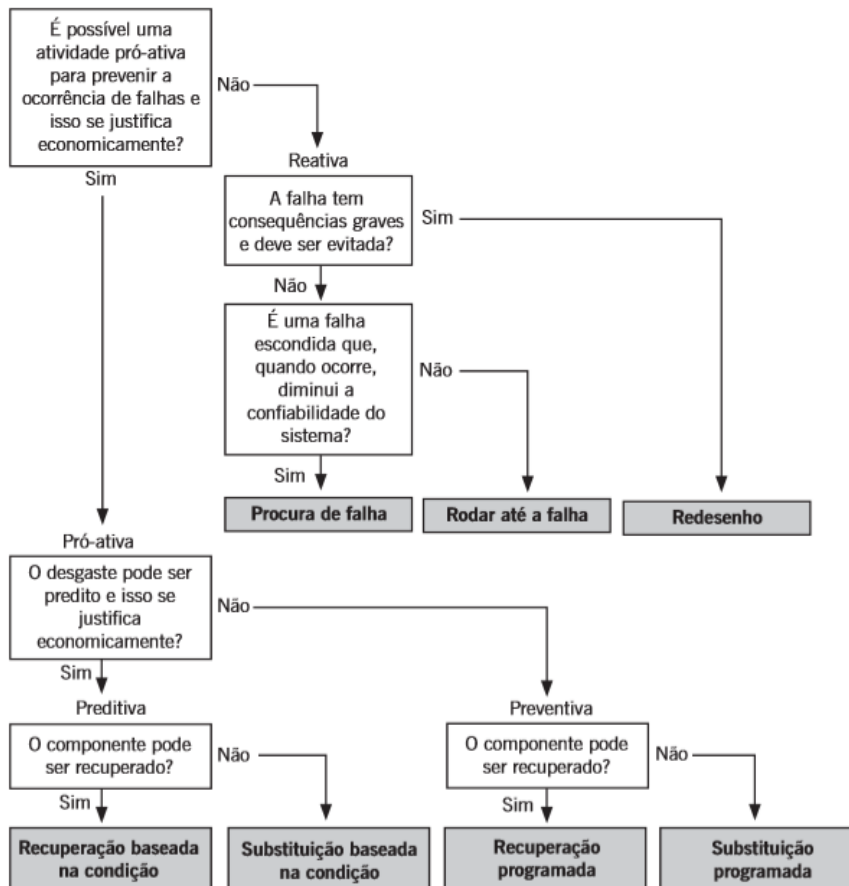 É possível uma
atividade pró-ativa
para prevenir a
ocorrência de falhas e
isso se justifica
economicamente?
Não
Sim
Reativa
A falha tem
consequências graves
e deve ser evitada?
Sim
Não
É uma falha
escondida que,
quando ocorre,
diminui a
confiabilidade do
sistema?
Não
Sim
Procura de falha
Rodar até a falha
Redesenho
Pró-ativa
O desgaste pode ser
predito e isso se
justifica
economicamente?
Não
Sim
Preditiva
O componente pode
ser recuperado?
Não
Sim
Preventiva
O componente pode
ser recuperado?
Não
Sim
Recuperação baseada
na condição
Substituição baseada
na condição
Recuperação
programada
Substituição
programada